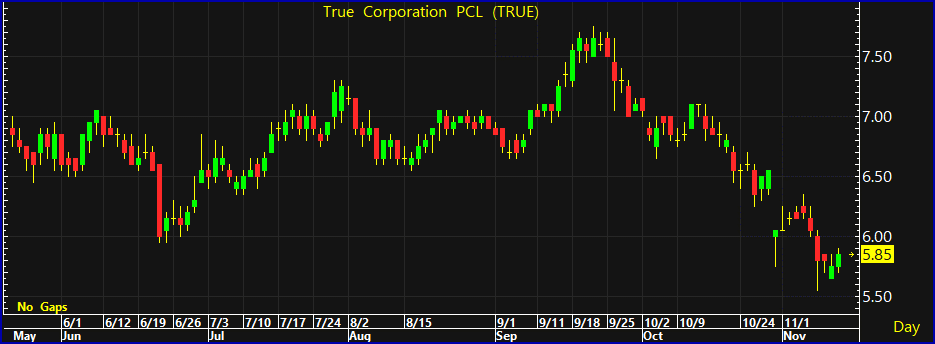 True Corporation PCL (TRUE)
7.50
7.00
6.50
6.00
5.85
5.50
No Gaps
6/1 6/12 6/19 6/26 7/3 7/10 7/17 7/24 8/2 8/15 9/1 9/11 9/18 9/25 10/2 10/9 10/24 11/1
May Jun Jul Aug Sep Oct Nov
Day